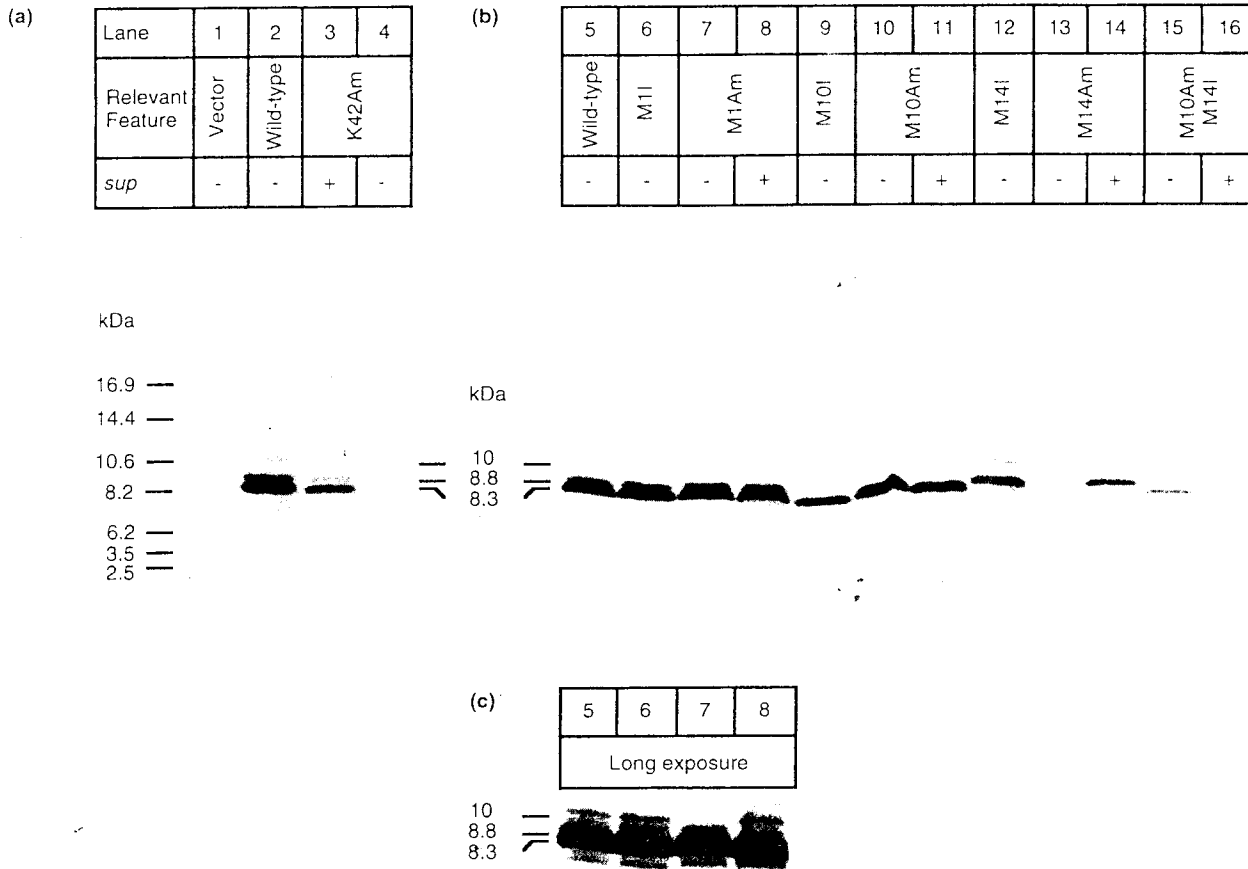 (a)
Lane 1 2 3 4
Relevant Feature Vector Wild-type K42Am
sup - - + -
kDa
16.9
14.4
10.6
8.2
6.2
3.5
2.5
(b)
5 6 7 8 9 10 11 12 13 14 15 16
Wild-type M1I M1Am M10I M10Am M14I M14Am M10Am M14I
- - - + - - + - - + - +
kDa
10
8.8
8.3
(c)
5 6 7 8
Long exposure
10
8.8
8.3